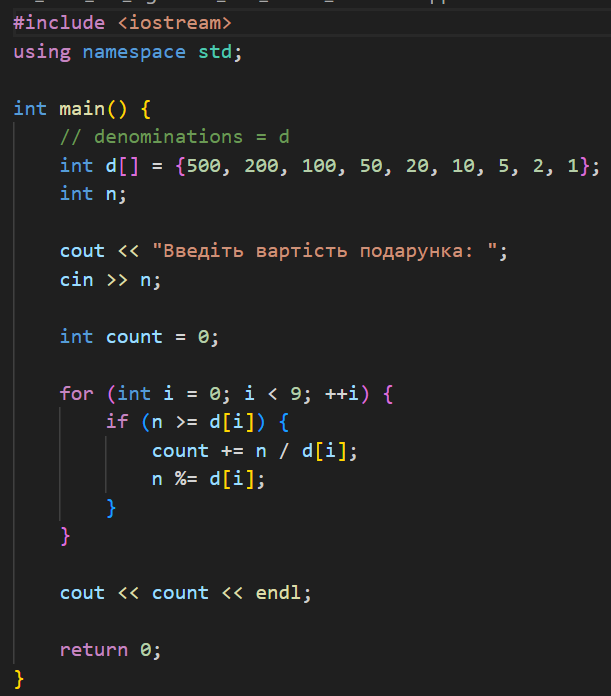 #include <iostream>
using namespace std;
int main() {
// denominations = d
int d[] = {500, 200, 100, 50, 20, 10, 5, 2, 1};
int n;
cout << "Введіть вартість подарунка: ";
cin >> n;
int count = 0;
for (int i = 0; i < 9; ++i) {
if (n >= d[i]) {
count += n / d[i];
n %= d[i];
}
}
cout << count << endl;
return 0;
}